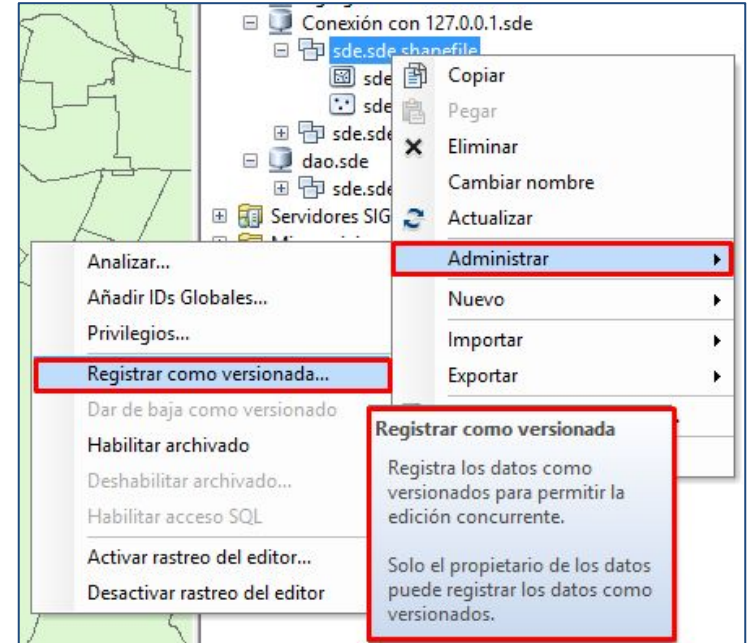 Conexión con 127.0.0.1.sde
sde.sde.shapefile
sde
sde
sde.sde
dao.sde
sde.sde
Servidores SIG
Copiar
Pegar
Eliminar
Cambiar nombre
Actualizar
Administrar
Nuevo
Importar
Exportar
Analizar...
Añadir IDs Globales...
Privilegios...
Registrar como versionada...
Dar de baja como versionado
Habilitar archivado
Deshabilitar archivado...
Habilitar acceso SQL
Activar rastreo del editor...
Desactivar rastreo del editor
Registrar como versionada
Registra los datos como
versionados para permitir la
edición concurrente.
Solo el propietario de los datos
puede registrar los datos como
versionados.